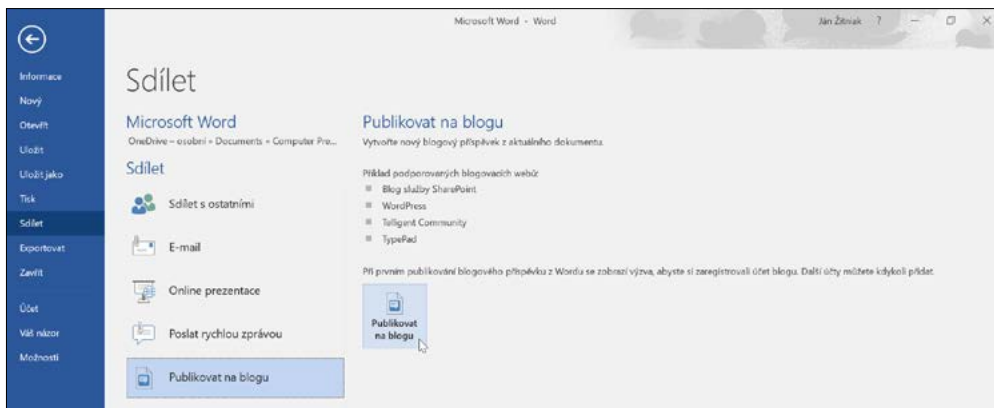 Microsoft Word - Word
Ján Žitniak ?
Informace
Nový
Otevřít
Uložit
Uložit jako
Tisk
Sdílet
Exportovat
Zavřít
Účet
Váš názor
Možnosti
Sdílet
Microsoft Word
OneDrive – osobní » Documents » Computer Pre...
Sdílet
Sdílet s ostatními
E-mail
Online prezentace
Poslat rychlou zprávou
Publikovat na blogu
Publikovat na blogu
Vytvořte nový blogový příspěvek z aktuálního dokumentu.
Příklad podporovaných blogovacích webů:
Blog služby SharePoint
WordPress
Telligent Community
TypePad
Při prvním publikování blogového příspěvku z Wordu se zobrazí výzva, abyste si zaregistrovali účet blogu. Další účty můžete kdykoli přidat.
Publikovat
na blogu